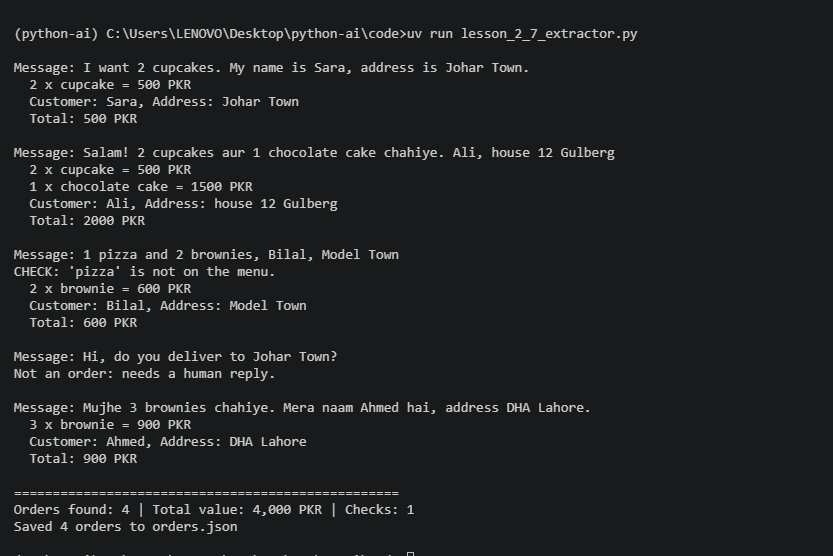 (python-ai) C:\Users\LENOVO\Desktop\python-ai\code>uv run lesson_2_7_extractor.py
Message: I want 2 cupcakes. My name is Sara, address is Johar Town.
2 x cupcake = 500 PKR
Customer: Sara, Address: Johar Town
Total: 500 PKR
Message: Salam! 2 cupcakes aur 1 chocolate cake chahiye. Ali, house 12 Gulberg
2 x cupcake = 500 PKR
1 x chocolate cake = 1500 PKR
Customer: Ali, Address: house 12 Gulberg
Total: 2000 PKR
Message: 1 pizza and 2 brownies, Bilal, Model Town
CHECK: 'pizza' is not on the menu.
2 x brownie = 600 PKR
Customer: Bilal, Address: Model Town
Total: 600 PKR
Message: Hi, do you deliver to Johar Town?
Not an order: needs a human reply.
Message: Mujhe 3 brownies chahiye. Mera naam Ahmed hai, address DHA Lahore.
3 x brownie = 900 PKR
Customer: Ahmed, Address: DHA Lahore
Total: 900 PKR
==================================================
Orders found: 4 | Total value: 4,000 PKR | Checks: 1
Saved 4 orders to orders.json